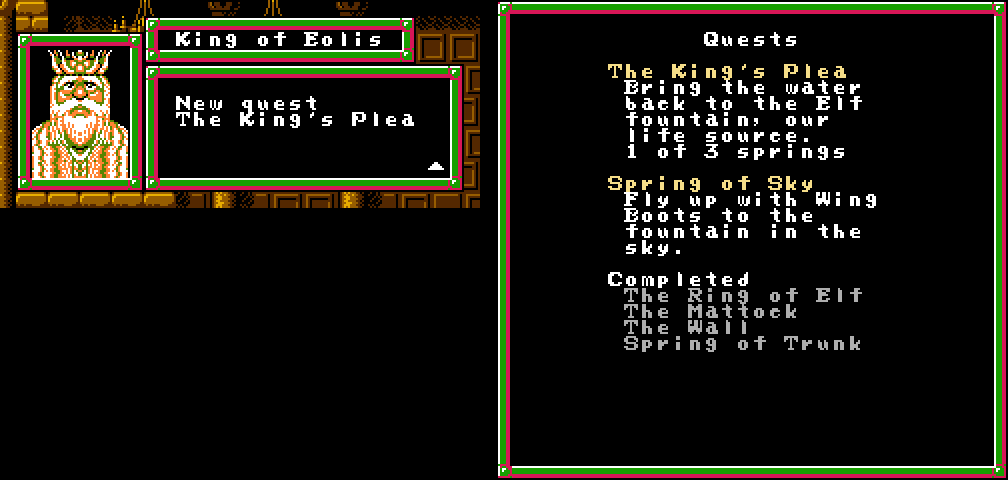 King of Eolis
New quest
The King's Plea
Quests
The King's Plea
Bring the water
back to the Elf
fountain, our
life source.
1 of 3 springs
Spring of Sky
Fly up with Wing
Boots to the
fountain in the
sky.
Completed
The Ring of Elf
The Mattock
The Wall
Spring of Trunk